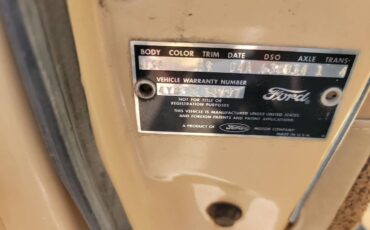 BODY COLOR TRIM DATE DSO AXLE TRANS.
VEHICLE WARRANTY NUMBER
NOT FOR TITLE OR
REGISTRATION PURPOSES
Ford
THIS VEHICLE IS MANUFACTURED UNDER UNITED STATES
AND FOREIGN PATENTS AND PATENT APPLICATIONS
A PRODUCT OF Ford MOTOR COMPANY
MADE IN U.S.A.